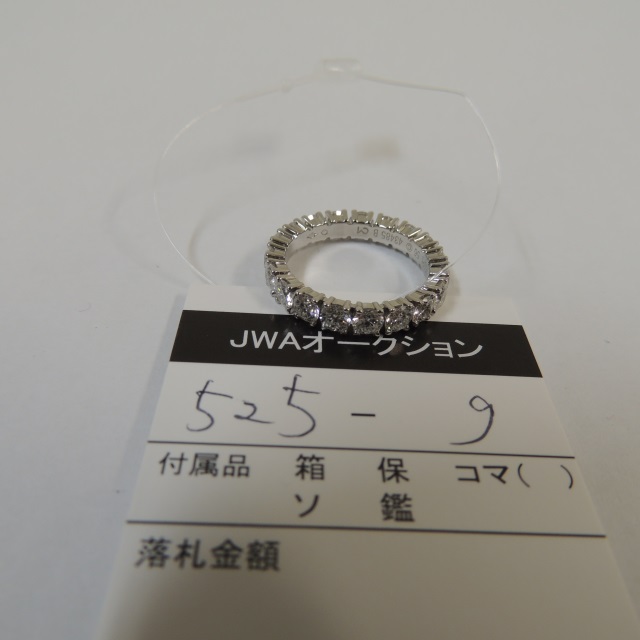 JWAオークション
525-9
付属品 箱 保 コマ( )
ソ 鑑
落札金額